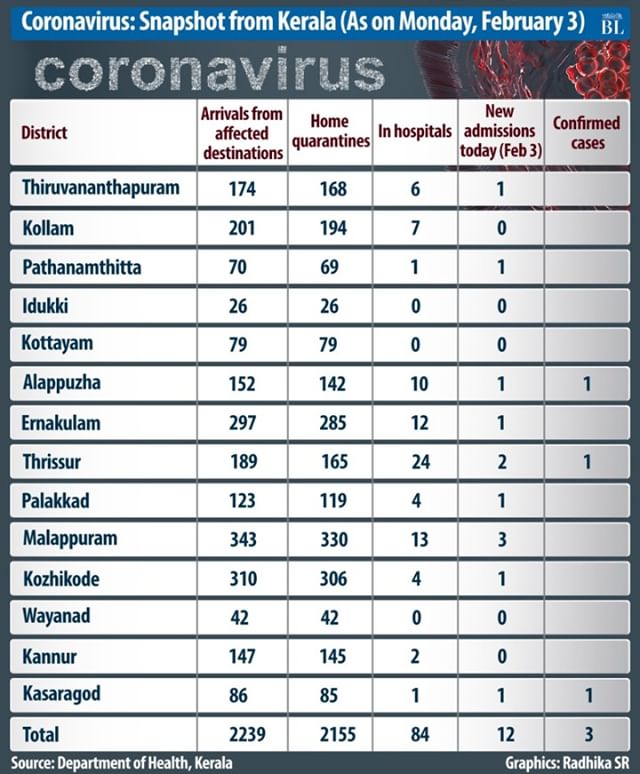 Coronavirus: Snapshot from Kerala (As on Monday, February 3) BL
coronavirus
District Arrivals from affected destinations Home quarantines In hospitals New admissions today (Feb 3) Confirmed cases
Thiruvananthapuram 174 168 6 1
Kollam 201 194 7 0
Pathanamthitta 70 69 1 1
Idukki 26 26 0 0
Kottayam 79 79 0 0
Alappuzha 152 142 10 1 1
Ernakulam 297 285 12 1
Thrissur 189 165 24 2 1
Palakkad 123 119 4 1
Malappuram 343 330 13 3
Kozhikode 310 306 4 1
Wayanad 42 42 0 0
Kannur 147 145 2 0
Kasaragod 86 85 1 1 1
Total 2239 2155 84 12 3
Source: Department of Health, Kerala Graphics: Radhika SR